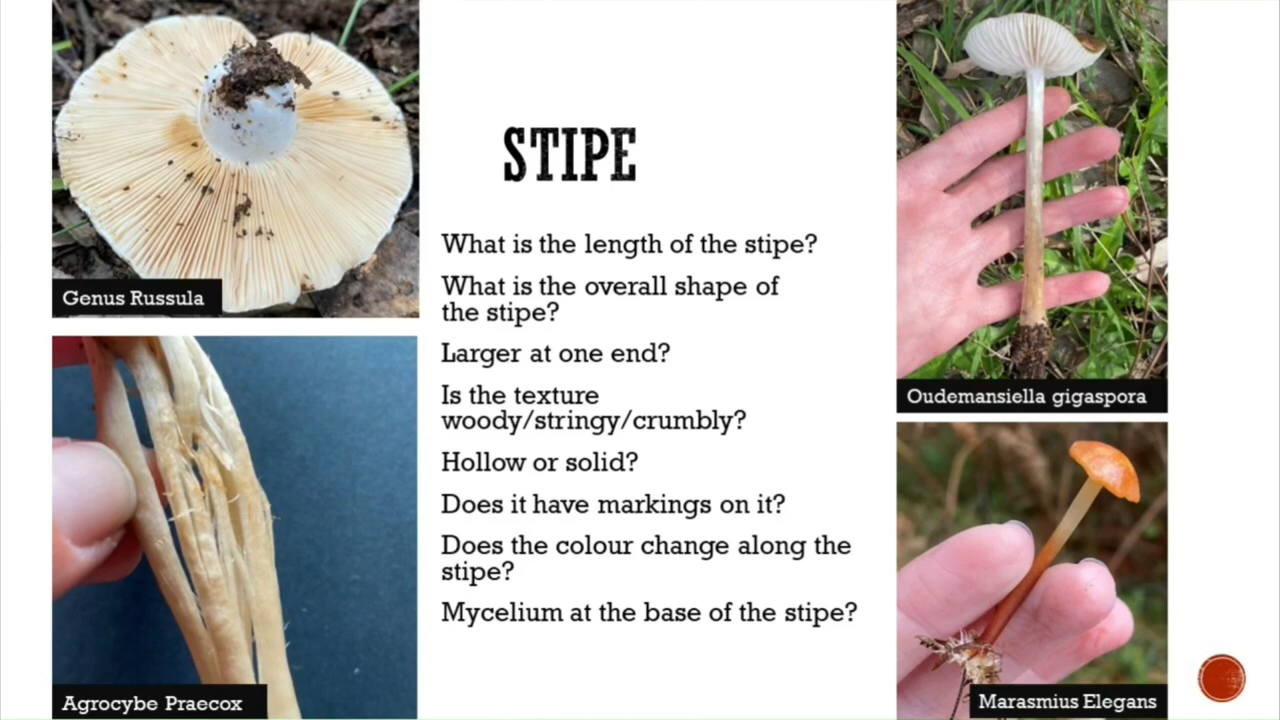 STIPE
What is the length of the stipe?
What is the overall shape of
the stipe?
Larger at one end?
Is the texture
woody/stringy/crumbly?
Hollow or solid?
Does it have markings on it?
Does the colour change along the
stipe?
Mycelium at the base of the stipe?
Genus Russula
Agrocybe Praecox
Oudemansiella gigaspora
Marasmius Elegans